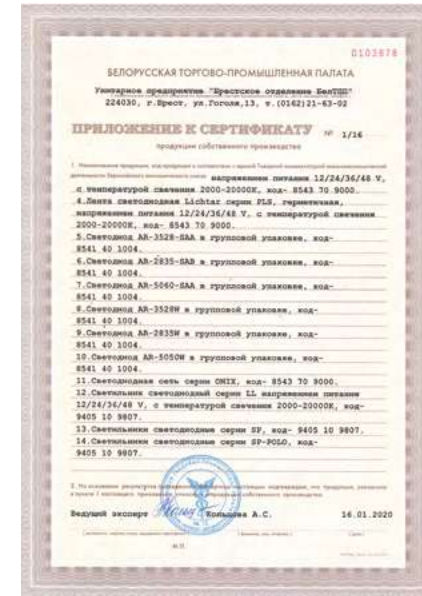 0103678
БЕЛОРУССКАЯ ТОРГОВО-ПРОМЫШЛЕННАЯ ПАЛАТА
Унитарное предприятие "Брестское отделение БелТПП"
224030, г.Брест, ул.Гоголя,13, т.(0162)21-63-02
ПРИЛОЖЕНИЕ К СЕРТИФИКАТУ № 1/16
продукции собственного производства
напряжением питания 12/24/36/48 V,
с температурой свечения 2000-20000К, код- 8543 70 9000.
4.Лента светодиодная Lichtar серии PLS, герметичная,
напряжением питания 12/24/36/48 V, с температурой свечения
2000-20000К, код- 8543 70 9000.
5.Светодиод AR-3528-SAA в групповой упаковке, код-
8541 40 1004.
6.Светодиод AR-2835-SAB в групповой упаковке, код-
8541 40 1004.
7.Светодиод AR-5060-SAA в групповой упаковке, код-
8541 40 1004.
8.Светодиод AR-3528W в групповой упаковке, код-
8541 40 1004.
9.Светодиод AR-2835W в групповой упаковке, код-
8541 40 1004.
10.Светодиод AR-5050W в групповой упаковке, код-
8541 40 1004.
11.Светодиодная сеть серии ONIX, код- 8543 70 9000.
12.Светильник светодиодный серии LL напряжением питания
12/24/36/48 V, с температурой свечения 2000-20000К, код-
9405 10 9807.
13.Светильники светодиодные серии SP, код- 9405 10 9807.
14.Светильники светодиодные серии SP-POLO, код-
9405 10 9807.
Ведущий эксперт А.С. 16.01.2020
М.П.